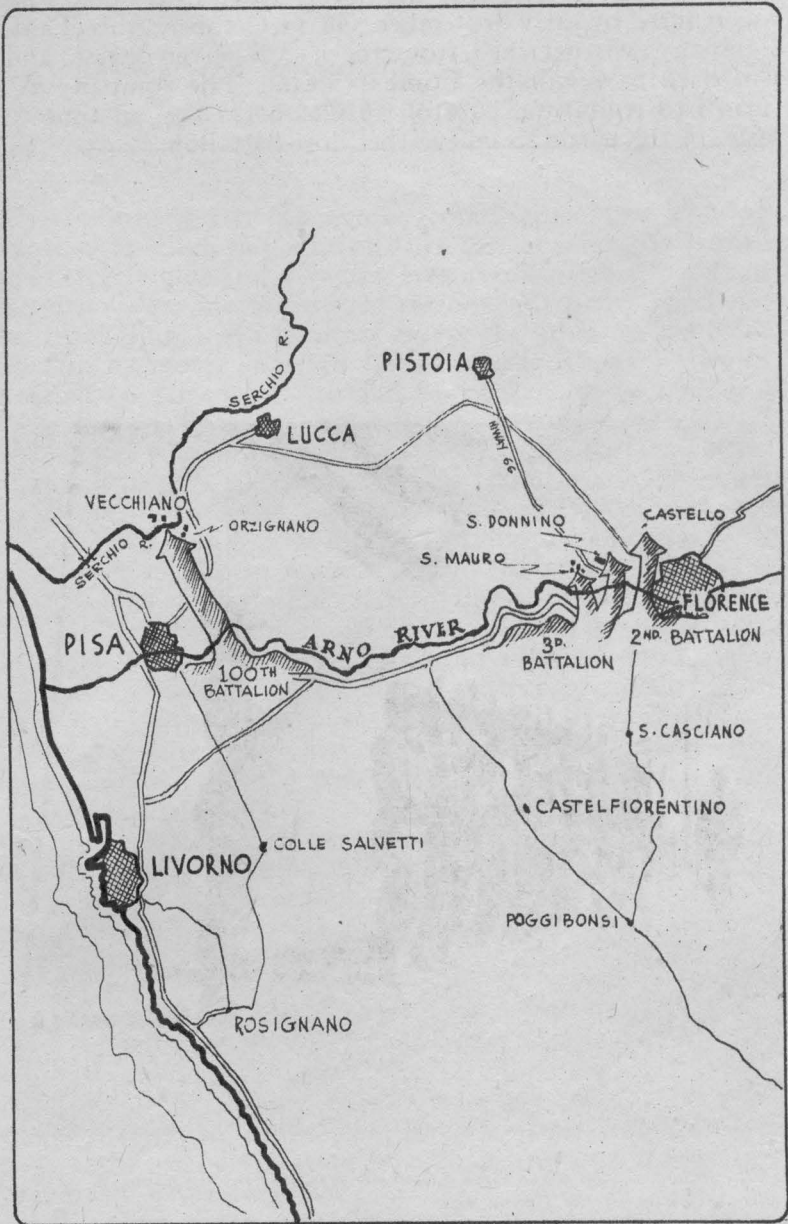 SERCHIO R.
PISTOIA
LUCCA
HIWAY 66
VECCHIANO
ORZIGNANO
S. DONNINO
CASTELLO
SERCHIO R.
S. MAURO
FLORENCE
PISA
ARNO RIVER
3D.
BATTALION
2ND. BATTALION
100TH
BATTALION
S. CASCIANO
CASTELFIORENTINO
LIVORNO
COLLE SALVETTI
POGGIBONSI
ROSIGNANO